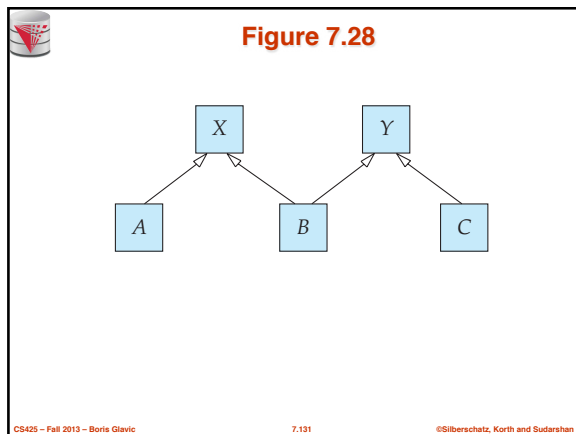 Figure 7.28
X Y
A B C
CS425 – Fall 2013 – Boris Glavic 7.131 ©Silberschatz, Korth and Sudarshan